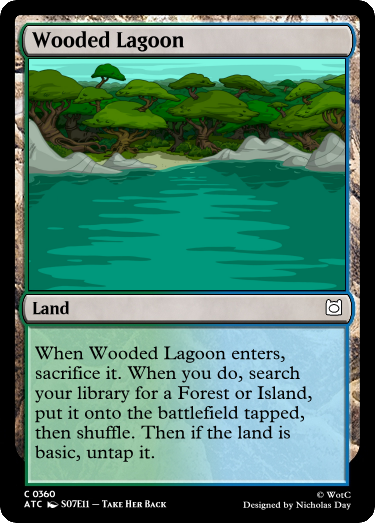 Wooded Lagoon
Land
When Wooded Lagoon enters,
sacrifice it. When you do, search
your library for a Forest or Island,
put it onto the battlefield tapped,
then shuffle. Then if the land is
basic, untap it.
C 0360
© WotC
ATC S07E11 – Take Her Back
Designed by Nicholas Day